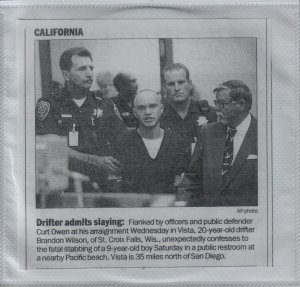 CALIFORNIA
AP photo
Drifter admits slaying: Flanked by officers and public defender
Curt Owen at his arraignment Wednesday in Vista, 20-year-old drifter
Brandon Wilson, of St. Croix Falls, Wis., unexpectedly confesses to
the fatal stabbing of a 9-year-old boy Saturday in a public restroom at
a nearby Pacific beach. Vista is 35 miles north of San Diego.